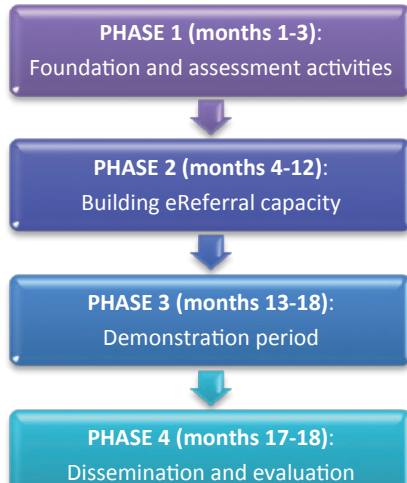 PHASE 1 (months 1-3):
Foundation and assessment activities
PHASE 2 (months 4-12):
Building eReferral capacity
PHASE 3 (months 13-18):
Demonstration period
PHASE 4 (months 17-18):
Dissemination and evaluation